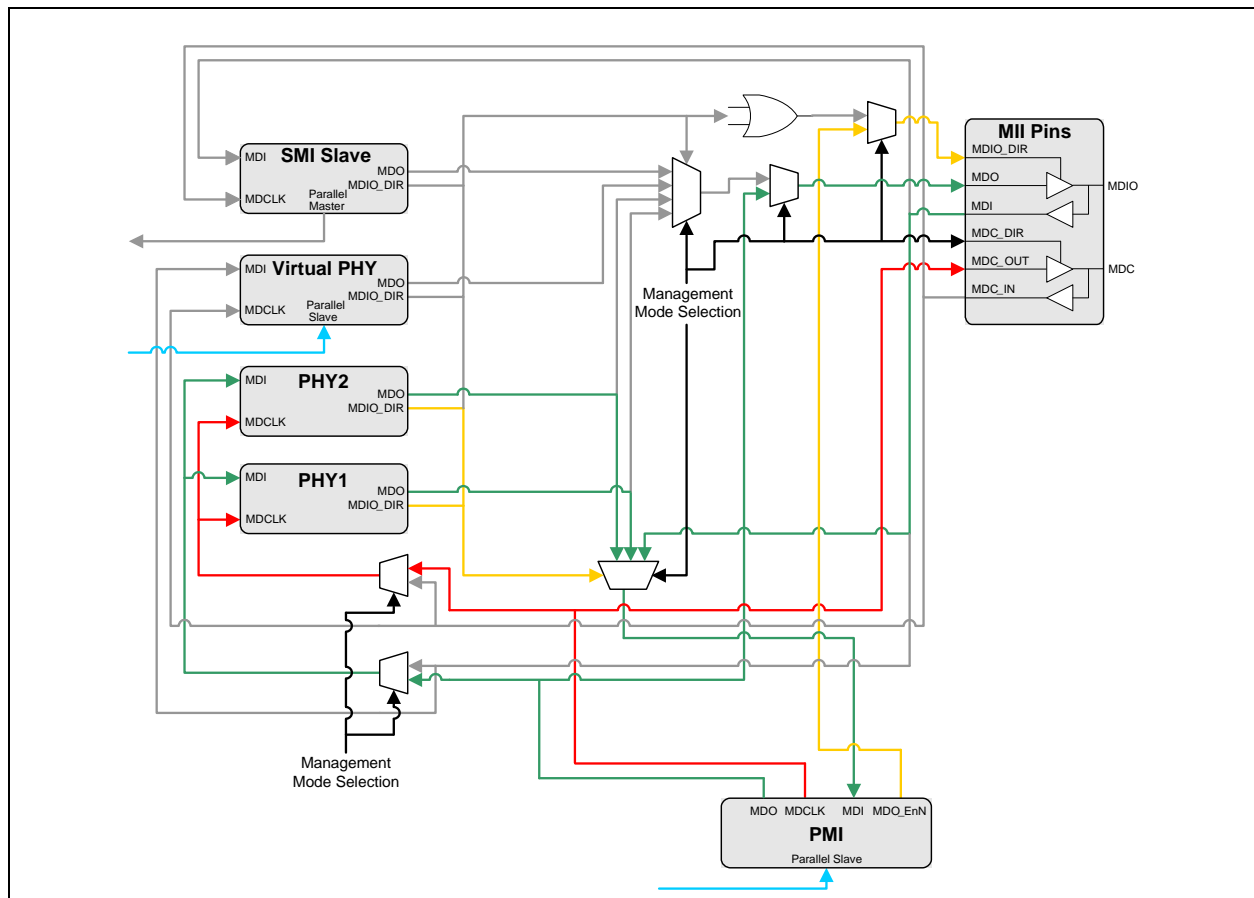 MII Pins
MDIO_DIR
MDO
MDI
MDC_DIR
MDC_OUT
MDC_IN
MDIO
MDC
SMI Slave
MDI
MDCLK
MDO
MDIO_DIR
Parallel
Master
Virtual PHY
MDI
MDCLK
MDO
MDIO_DIR
Parallel
Slave
Management
Mode Selection
PHY2
MDI
MDCLK
MDO
MDIO_DIR
PHY1
MDI
MDCLK
MDO
MDIO_DIR
Management
Mode Selection
MDO
MDCLK
MDI
MDO_EnN
PMI
Parallel Slave